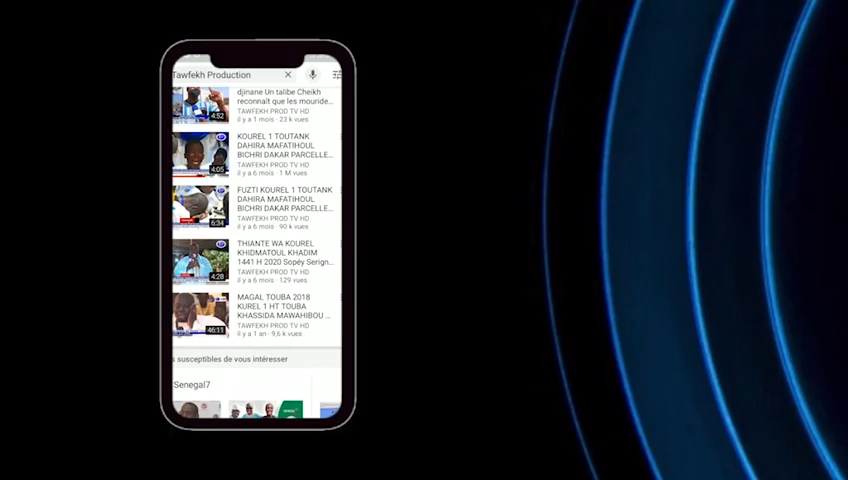 Tawfekh Production
djinane Un talibe Cheikh
reconnaît que les mouride...
TAWFEKH PROD TV HD
il y a 1 mois · 23 k vues
4:52
KOUREL 1 TOUTANK
DAHIRA MAFATIHOUL
BICHRI DAKAR PARCELLE...
TAWFEKH PROD TV HD
il y a 6 mois · 1 M vues
4:05
FUZTI KOUREL 1 TOUTANK
DAHIRA MAFATIHOUL
BICHRI DAKAR PARCELLE...
TAWFEKH PROD TV HD
il y a 6 mois · 90 k vues
6:34
THIANTE WA KOUREL
KHIDMATOUL KHADIM
1441 H 2020 Sopéy Serign...
TAWFEKH PROD TV HD
il y a 6 mois · 129 vues
4:28
MAGAL TOUBA 2018
KUREL 1 HT TOUBA
KHASSIDA MAWAHIBOU ...
TAWFEKH PROD TV HD
il y a 1 an · 9,6 k vues
46:11
s susceptibles de vous intéresser
Senegal7